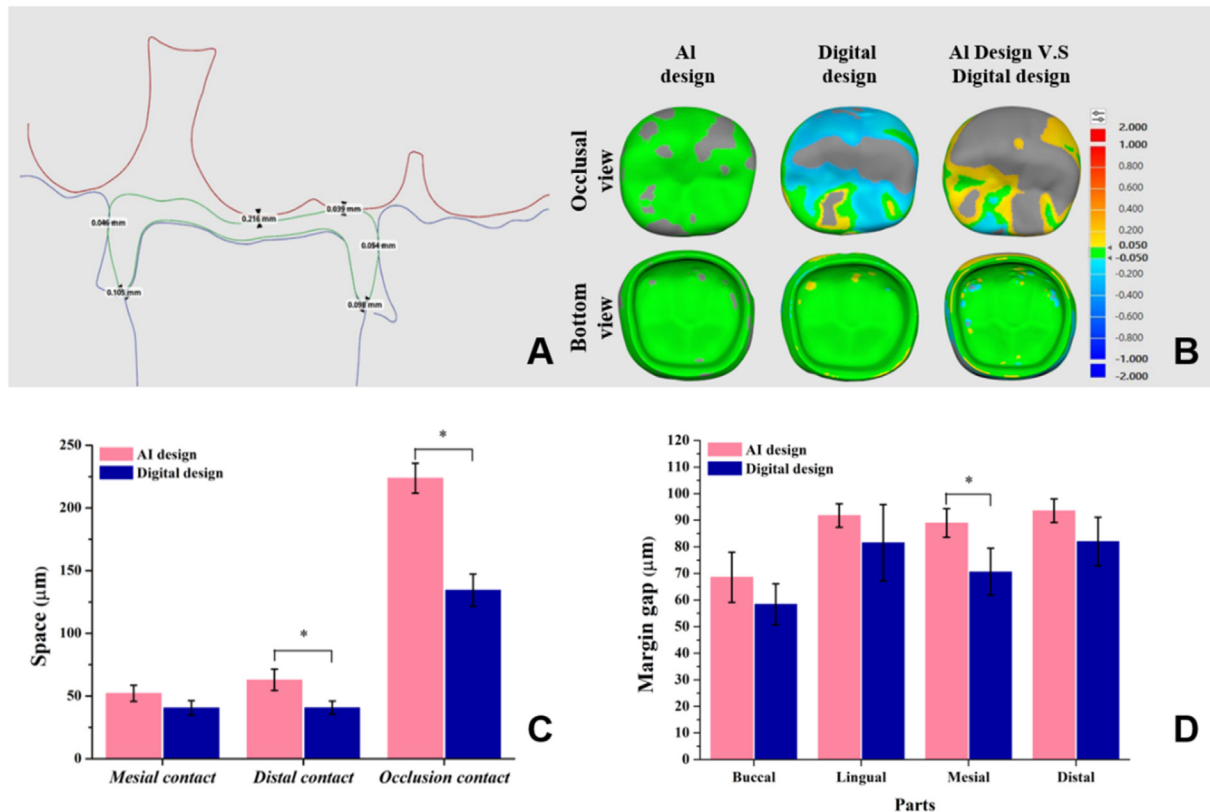 0.046 mm
0.216 mm
0.039 mm
0.054 mm
0.105 mm
0.098 mm
A
AI
design
Digital
design
AI Design V.S
Digital design
Occlusal
view
Bottom
view
2.000
1.000
0.800
0.600
0.400
0.200
0.050
-0.050
-0.200
-0.400
-0.600
-0.800
-1.000
-2.000
B
250
200
150
100
50
0
Space (μm)
AI design
Digital design
*
*
Mesial contact
Distal contact
Occlusion contact
C
120
110
100
90
80
70
60
50
40
30
20
10
0
Margin gap (μm)
AI design
Digital design
*
Buccal
Lingual
Mesial
Distal
Parts
D